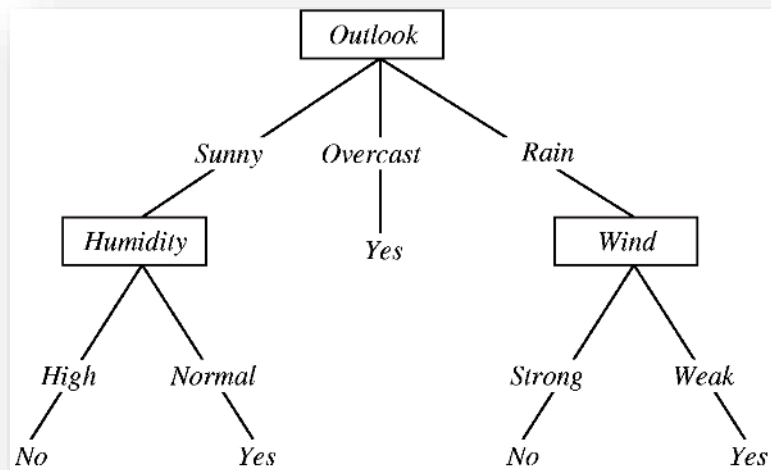 Outlook
Sunny Overcast Rain
Humidity Yes Wind
High Normal Strong Weak
No Yes No Yes